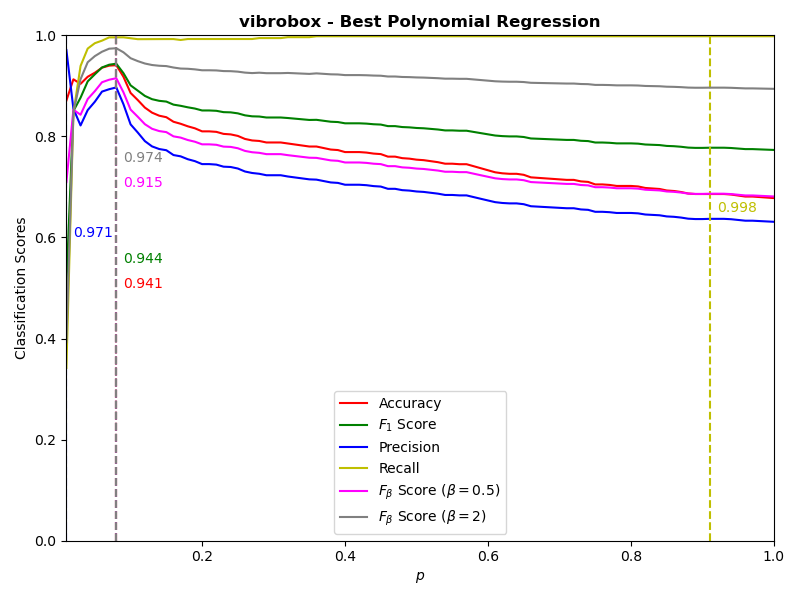 vibrobox - Best Polynomial Regression
Classification Scores
1.0
0.8
0.6
0.4
0.2
0.0
0.974
0.915
0.971
0.944
0.941
0.998
Accuracy
F₁ Score
Precision
Recall
Fᵦ Score (β = 0.5)
Fᵦ Score (β = 2)
0.2 0.4 0.6 0.8 1.0
p